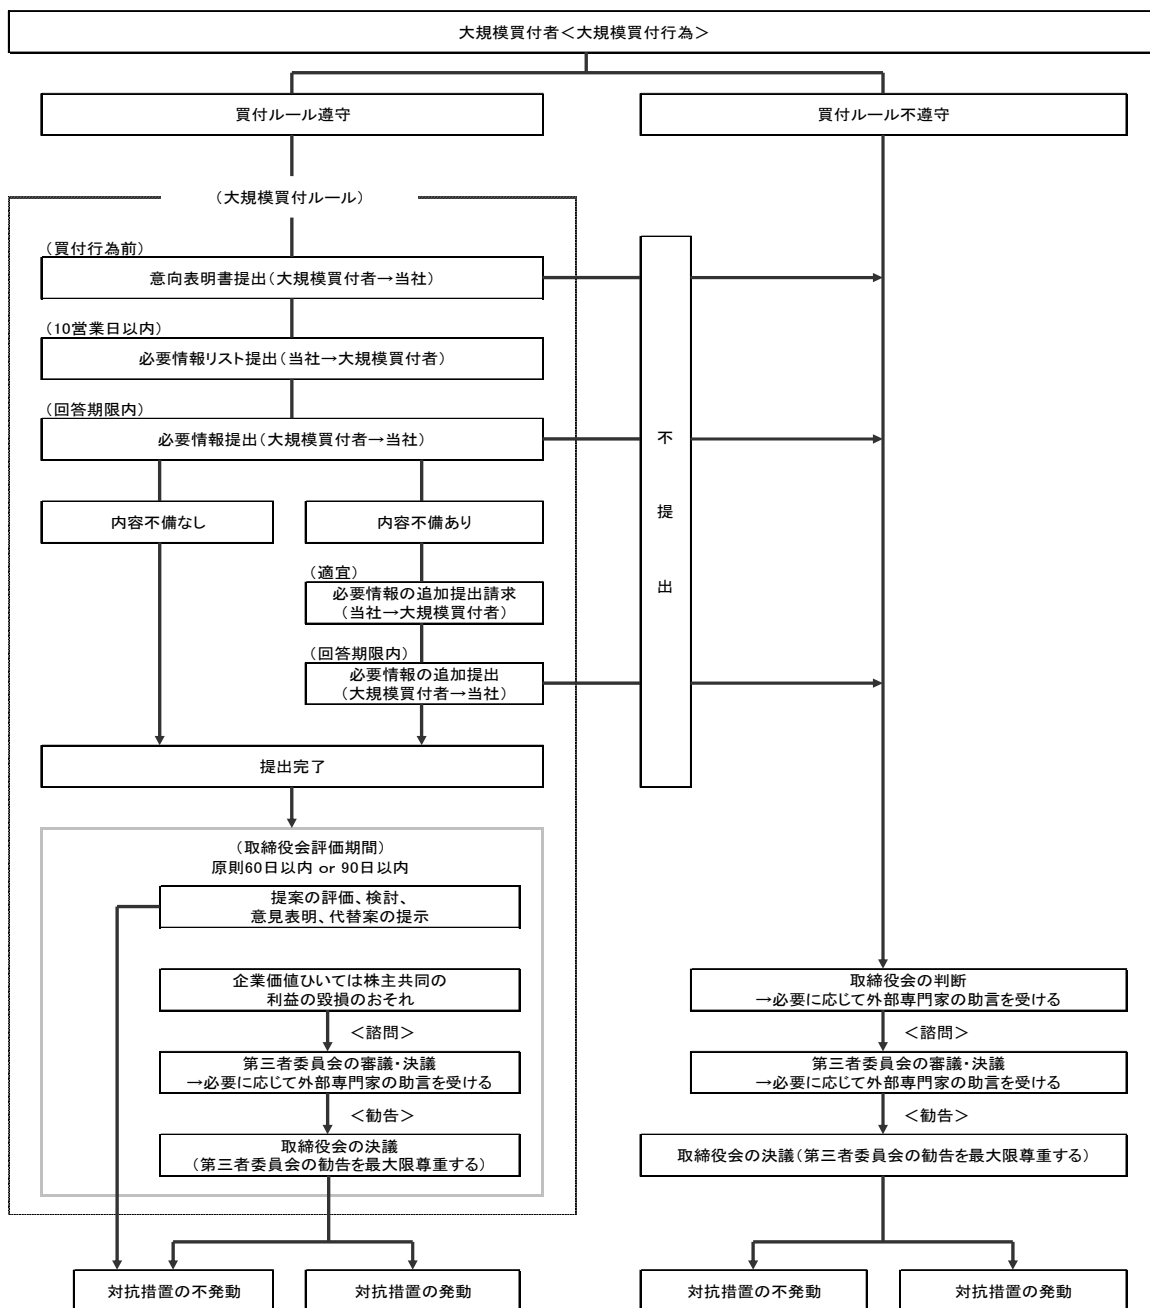 大規模買付者＜大規模買付行為＞
買付ルール遵守
買付ルール不遵守
（大規模買付ルール）
（買付行為前）
意向表明書提出（大規模買付者→当社）
（10営業日以内）
必要情報リスト提出（当社→大規模買付者）
（回答期限内）
必要情報提出（大規模買付者→当社）
不提出
内容不備なし
内容不備あり
（適宜）
必要情報の追加提出請求
（当社→大規模買付者）
（回答期限内）
必要情報の追加提出
（大規模買付者→当社）
提出完了
（取締役会評価期間）
原則60日以内 or 90日以内
提案の評価、検討、
意見表明、代替案の提示
企業価値ひいては株主共同の
利益の毀損のおそれ
＜諮問＞
第三者委員会の審議・決議
→必要に応じて外部専門家の助言を受ける
＜勧告＞
取締役会の決議
（第三者委員会の勧告を最大限尊重する）
取締役会の判断
→必要に応じて外部専門家の助言を受ける
＜諮問＞
第三者委員会の審議・決議
→必要に応じて外部専門家の助言を受ける
＜勧告＞
取締役会の決議（第三者委員会の勧告を最大限尊重する）
対抗措置の不発動
対抗措置の発動
対抗措置の不発動
対抗措置の発動